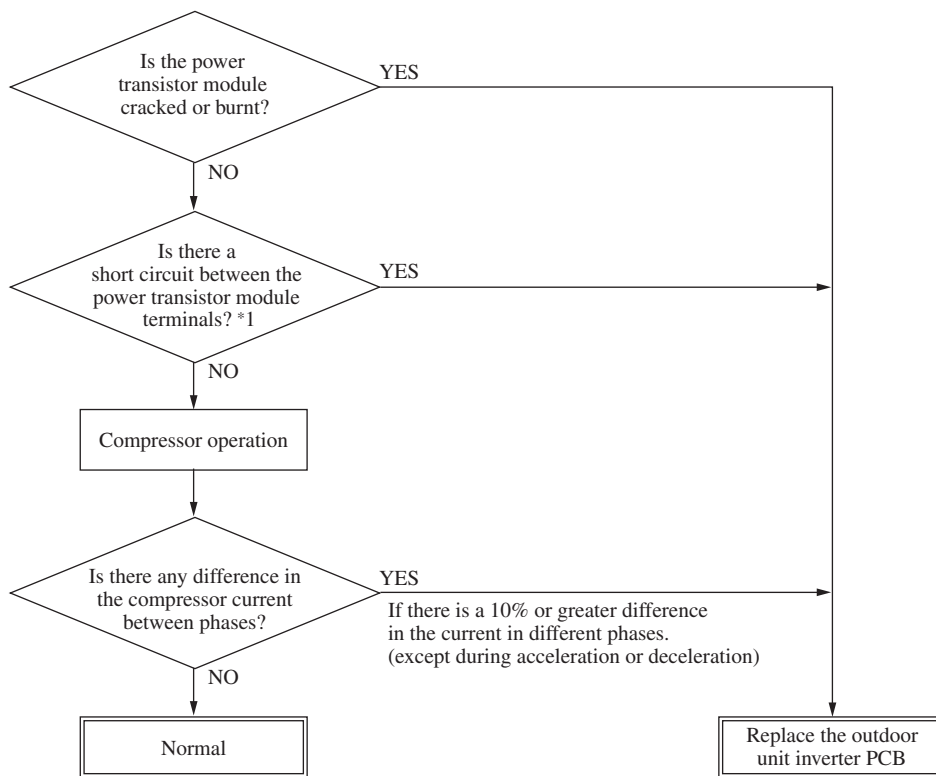 Is the power
transistor module
cracked or burnt?
YES
NO
Is there a
short circuit between the
power transistor module
terminals? *1
YES
NO
Compressor operation
Is there any difference in
the compressor current
between phases?
YES
If there is a 10% or greater difference
in the current in different phases.
(except during acceleration or deceleration)
NO
Normal
Replace the outdoor
unit inverter PCB